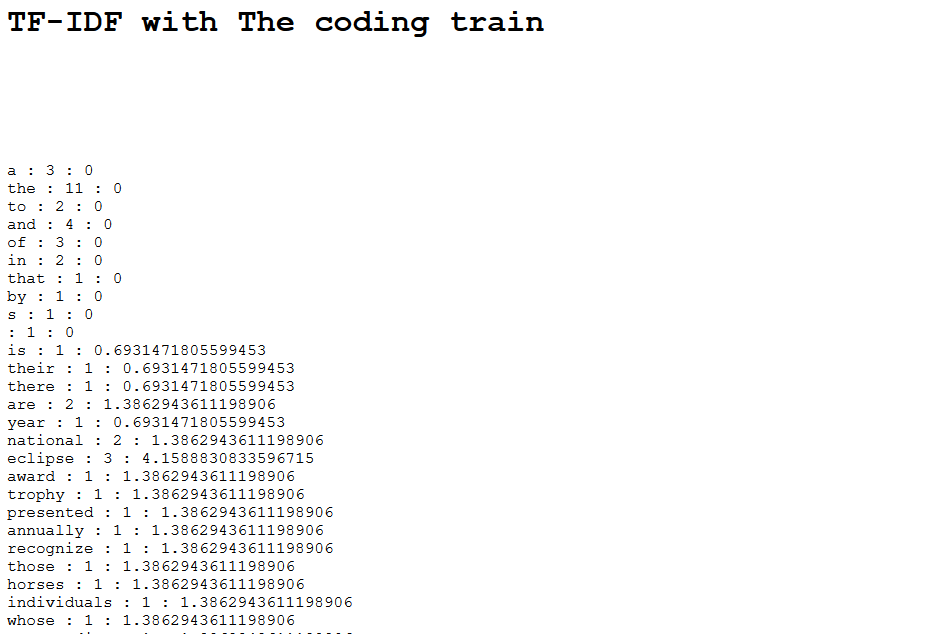 TF-IDF with The coding train
a : 3 : 0
the : 11 : 0
to : 2 : 0
and : 4 : 0
of : 3 : 0
in : 2 : 0
that : 1 : 0
by : 1 : 0
s : 1 : 0
: 1 : 0
is : 1 : 0.6931471805599453
their : 1 : 0.6931471805599453
there : 1 : 0.6931471805599453
are : 2 : 1.3862943611198906
year : 1 : 0.6931471805599453
national : 2 : 1.3862943611198906
eclipse : 3 : 4.1588830833596715
award : 1 : 1.3862943611198906
trophy : 1 : 1.3862943611198906
presented : 1 : 1.3862943611198906
annually : 1 : 1.3862943611198906
recognize : 1 : 1.3862943611198906
those : 1 : 1.3862943611198906
horses : 1 : 1.3862943611198906
individuals : 1 : 1.3862943611198906
whose : 1 : 1.3862943611198906